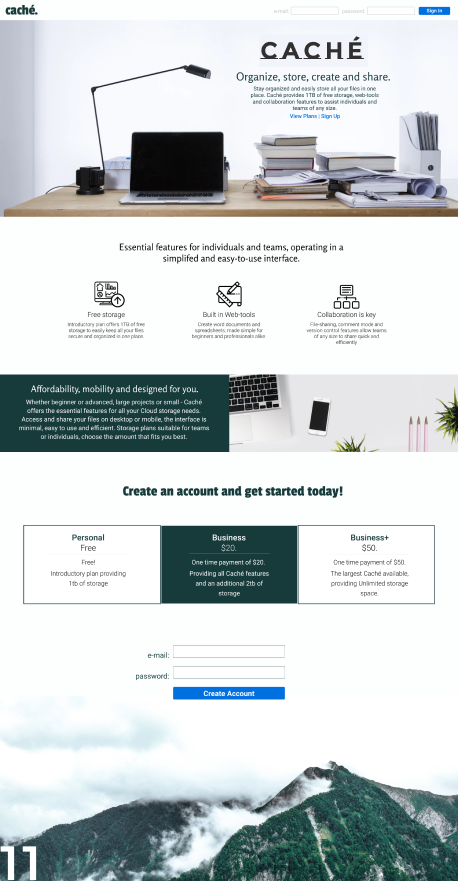 caché.
e-mail:
password:
Sign In
CACHÉ
Organize, store, create and share.
Stay organized and easily store all your files in one
place. Caché provides 1TB of free storage, web-tools
and collaboration features to assist individuals and
teams of any size.
View Plans | Sign Up
Essential features for individuals and teams, operating in a
simplifed and easy-to-use interface.
Free storage
Introductory plan offers 1TB of free
storage to easily keep all your files
secure and organized in one place.
Built in Web-tools
Create word documents and
spreadsheets, made simple for
beginners and professionals alike.
Collaboration is key
File-sharing, comment mode and
version control features allow teams
of any size to share quick and
efficiently
Affordability, mobility and designed for you.
Whether beginner or advanced, large projects or small - Caché
offers the essential features for all your Cloud storage needs.
Access and share your files on desktop or mobile, the interface is
minimal, easy to use and efficient. Storage plans suitable for teams
or individuals, choose the amount that fits you best.
Create an account and get started today!
Personal
Free
Free!
Introductory plan providing
1tb of storage
Business
$20.
One time payment of $20.
Providing all Caché features
and an additional 2tb of
storage
Business+
$50.
One time payment of $50.
The largest Caché available,
providing Unlimited storage
space.
e-mail:
password:
Create Account
11